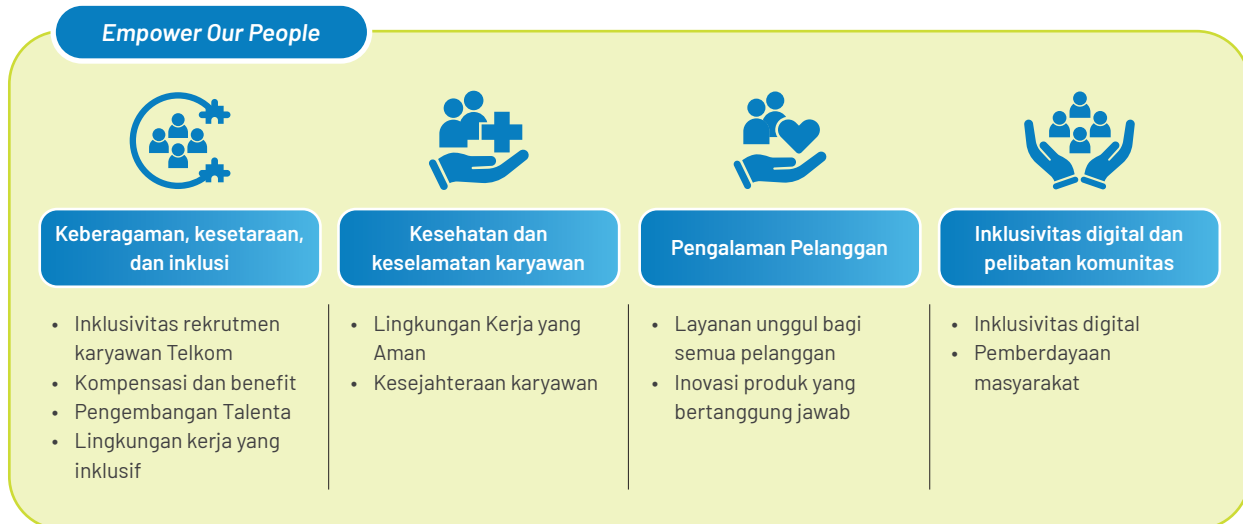 Empower Our People
Keberagaman, kesetaraan,
dan inklusi
• Inklusivitas rekrutmen
karyawan Telkom
• Kompensasi dan benefit
• Pengembangan Talenta
• Lingkungan kerja yang
inklusif
Kesehatan dan
keselamatan karyawan
• Lingkungan Kerja yang
Aman
• Kesejahteraan karyawan
Pengalaman Pelanggan
• Layanan unggul bagi
semua pelanggan
• Inovasi produk yang
bertanggung jawab
Inklusivitas digital dan
pelibatan komunitas
• Inklusivitas digital
• Pemberdayaan
masyarakat